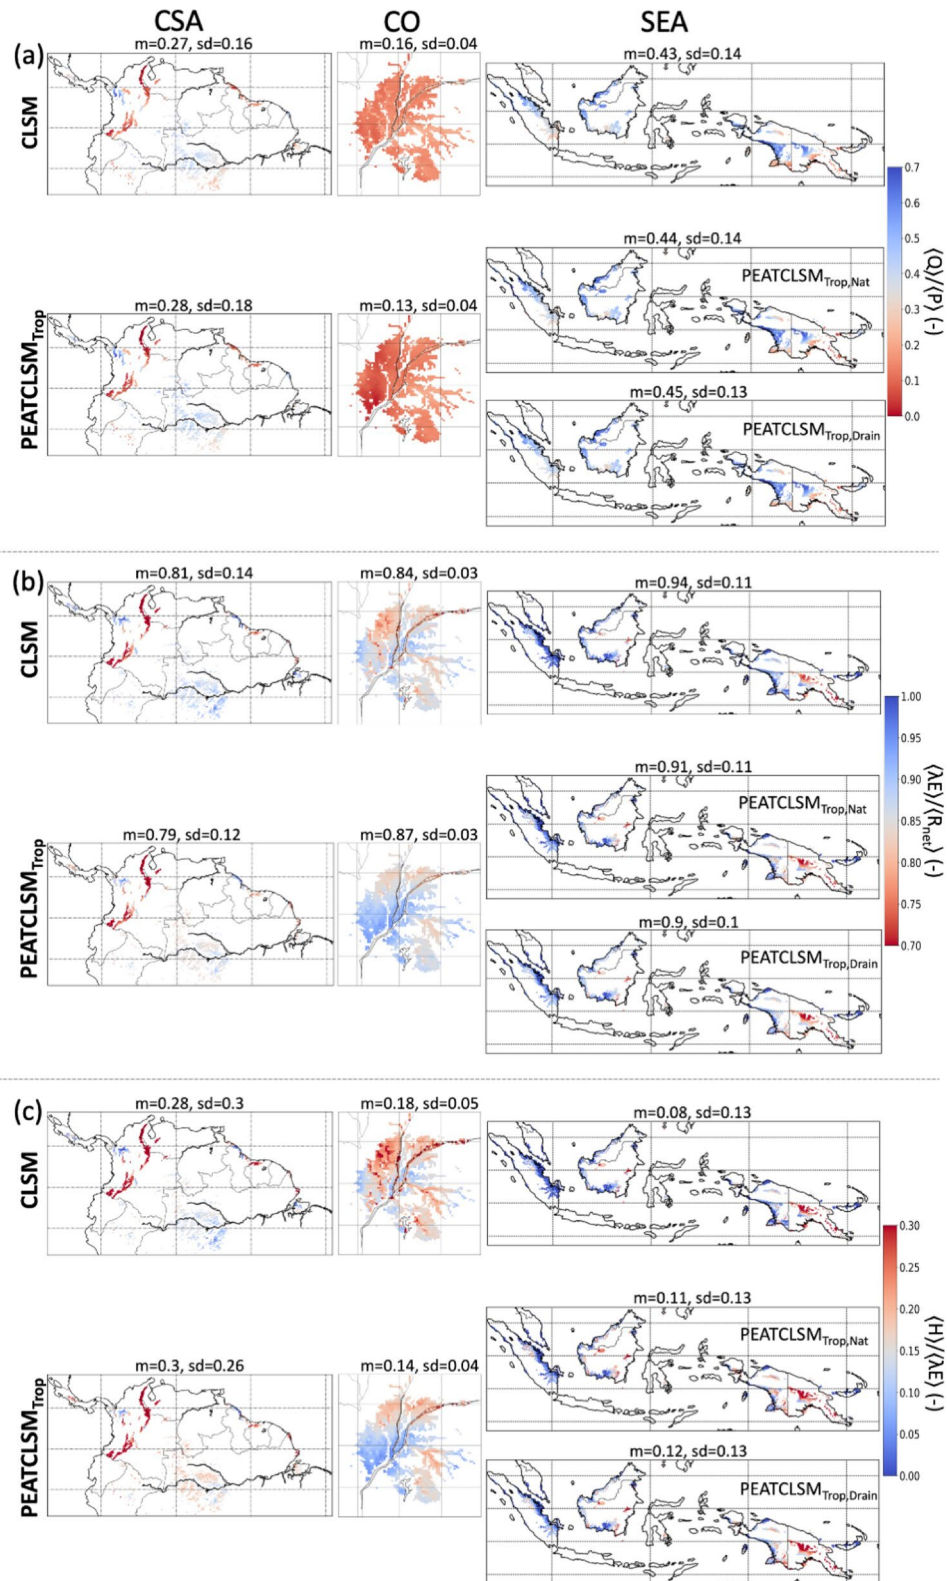 CSA CO SEA
(a)
m=0.27, sd=0.16 m=0.16, sd=0.04 m=0.43, sd=0.14
CLSM
m=0.44, sd=0.14
PEATCLSMTrop,Nat
m=0.28, sd=0.18 m=0.13, sd=0.04
PEATCLSMTrop
m=0.45, sd=0.13
PEATCLSMTrop,Drain
0.7
0.6
0.5
0.4
0.3
0.2
0.1
0.0
⟨Q⟩/⟨P⟩ (-)
(b)
m=0.81, sd=0.14 m=0.84, sd=0.03 m=0.94, sd=0.11
CLSM
m=0.91, sd=0.11
PEATCLSMTrop,Nat
m=0.79, sd=0.12 m=0.87, sd=0.03
PEATCLSMTrop
m=0.9, sd=0.1
PEATCLSMTrop,Drain
1.00
0.95
0.90
0.85
0.80
0.75
0.70
⟨λE⟩/⟨Rnet⟩ (-)
(c)
m=0.28, sd=0.3 m=0.18, sd=0.05 m=0.08, sd=0.13
CLSM
m=0.11, sd=0.13
PEATCLSMTrop,Nat
m=0.3, sd=0.26 m=0.14, sd=0.04
PEATCLSMTrop
m=0.12, sd=0.13
PEATCLSMTrop,Drain
0.30
0.25
0.20
0.15
0.10
0.05
0.00
⟨H⟩/⟨λE⟩ (-)